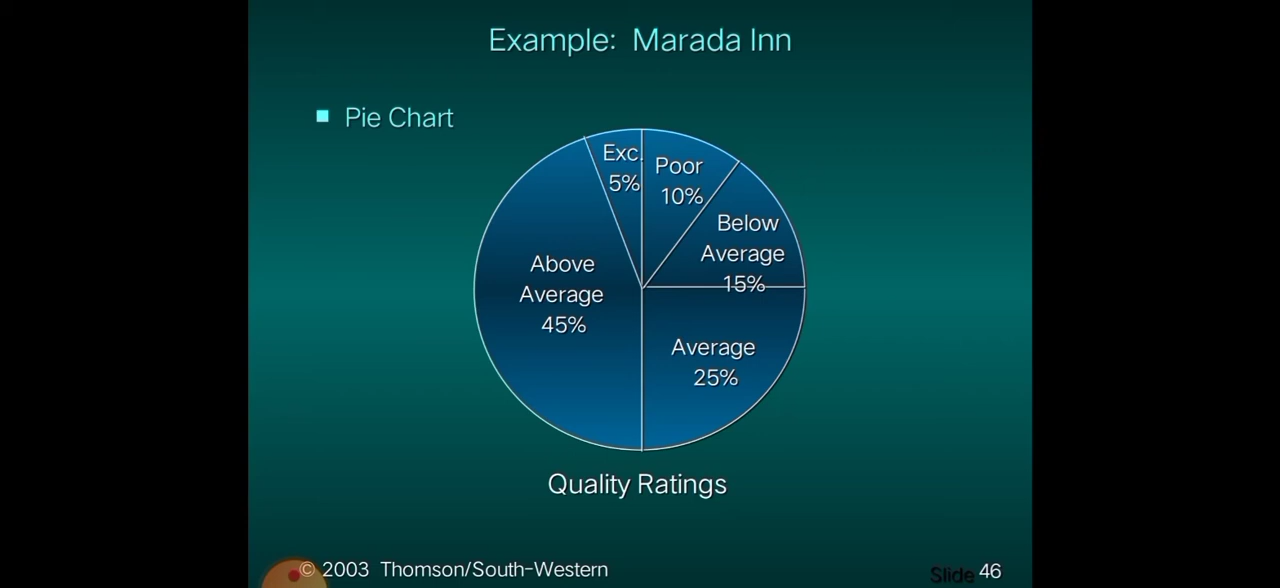 Example: Marada Inn
■ Pie Chart
Exc.
5%
Poor
10%
Below
Average
15%
Above
Average
45%
Average
25%
Quality Ratings
© 2003 Thomson/South-Western
Slide 46